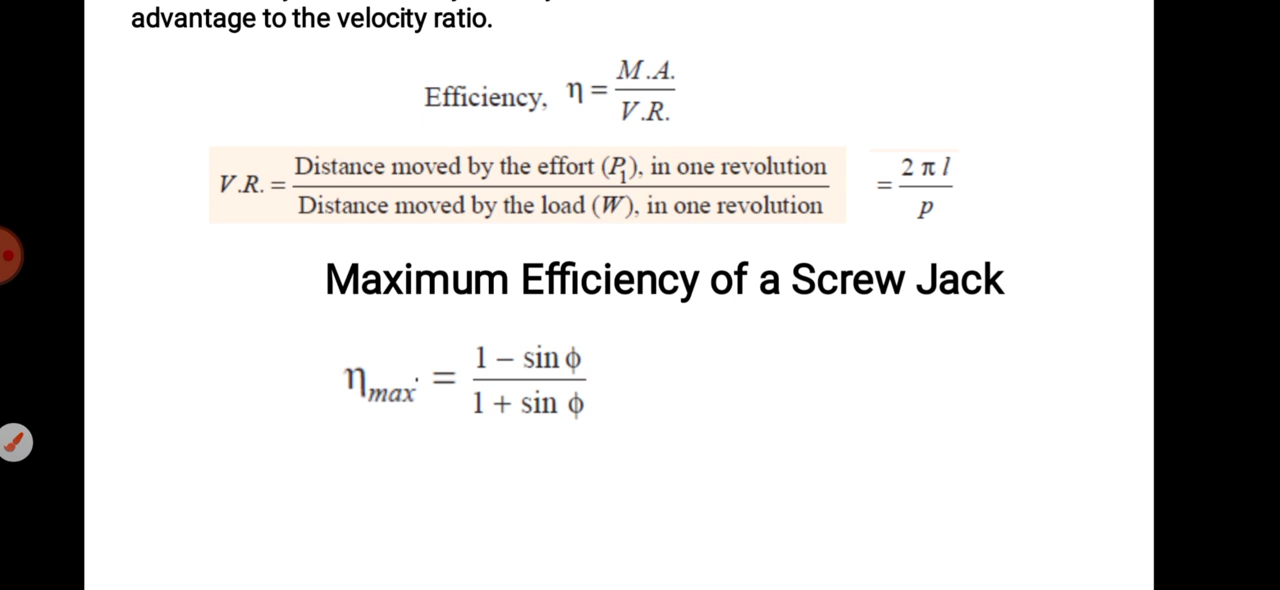 advantage to the velocity ratio.
Efficiency, η = M.A. / V.R.
V.R. = Distance moved by the effort (P₁), in one revolution / Distance moved by the load (W), in one revolution = 2 π l / p
Maximum Efficiency of a Screw Jack
ηmax = 1 − sin ϕ / 1 + sin ϕ